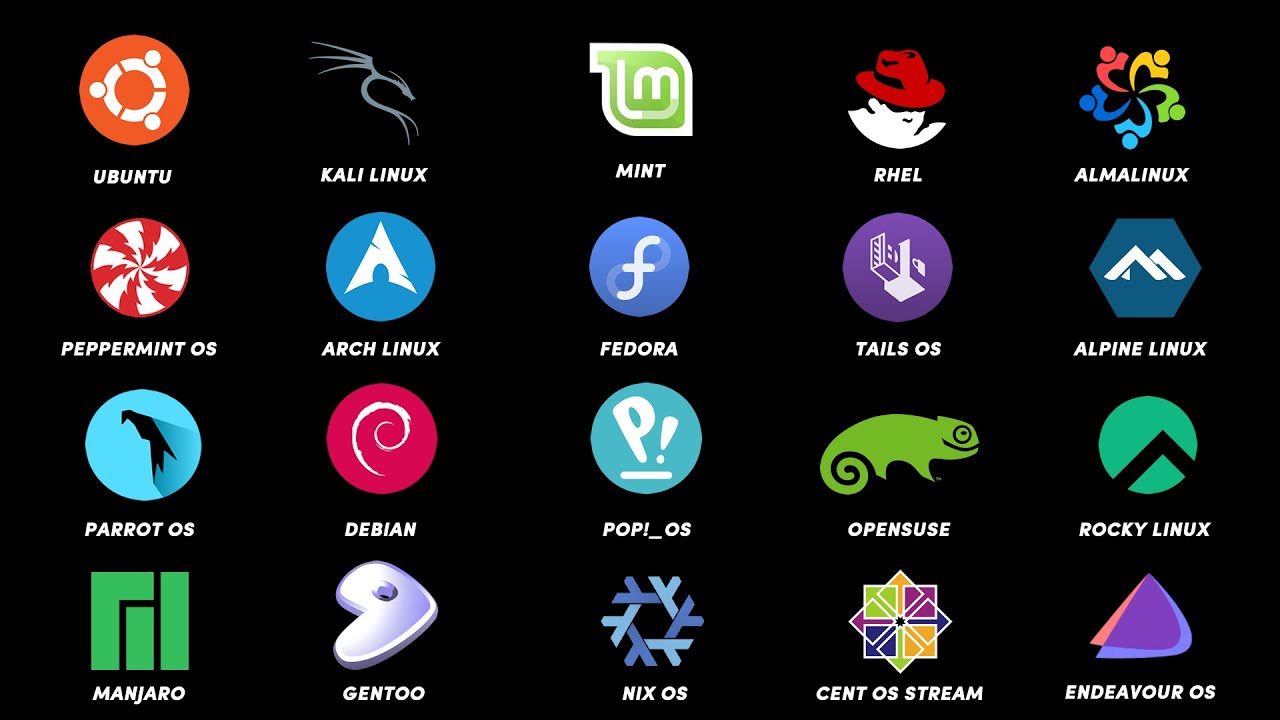 UBUNTU
KALI LINUX
MINT
RHEL
ALMALINUX
PEPPERMINT OS
ARCH LINUX
FEDORA
TAILS OS
ALPINE LINUX
P!
™
PARROT OS
DEBIAN
POP!_OS
OPENSUSE
ROCKY LINUX
MANJARO
GENTOO
NIX OS
CENT OS STREAM
ENDEAVOUR OS